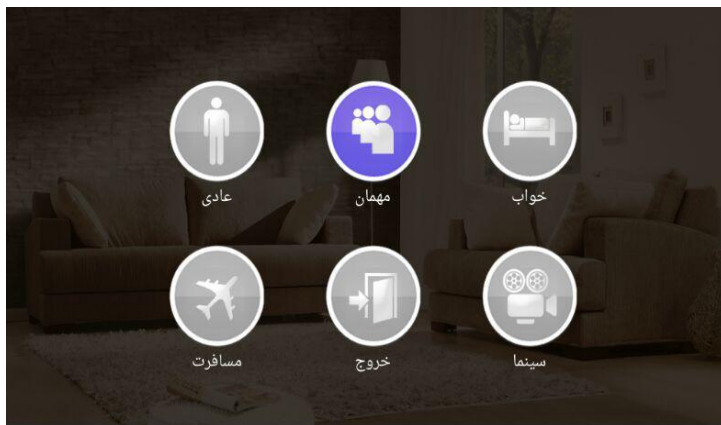 خواب
مهمان
عادی
سینما
خروج
مسافرت